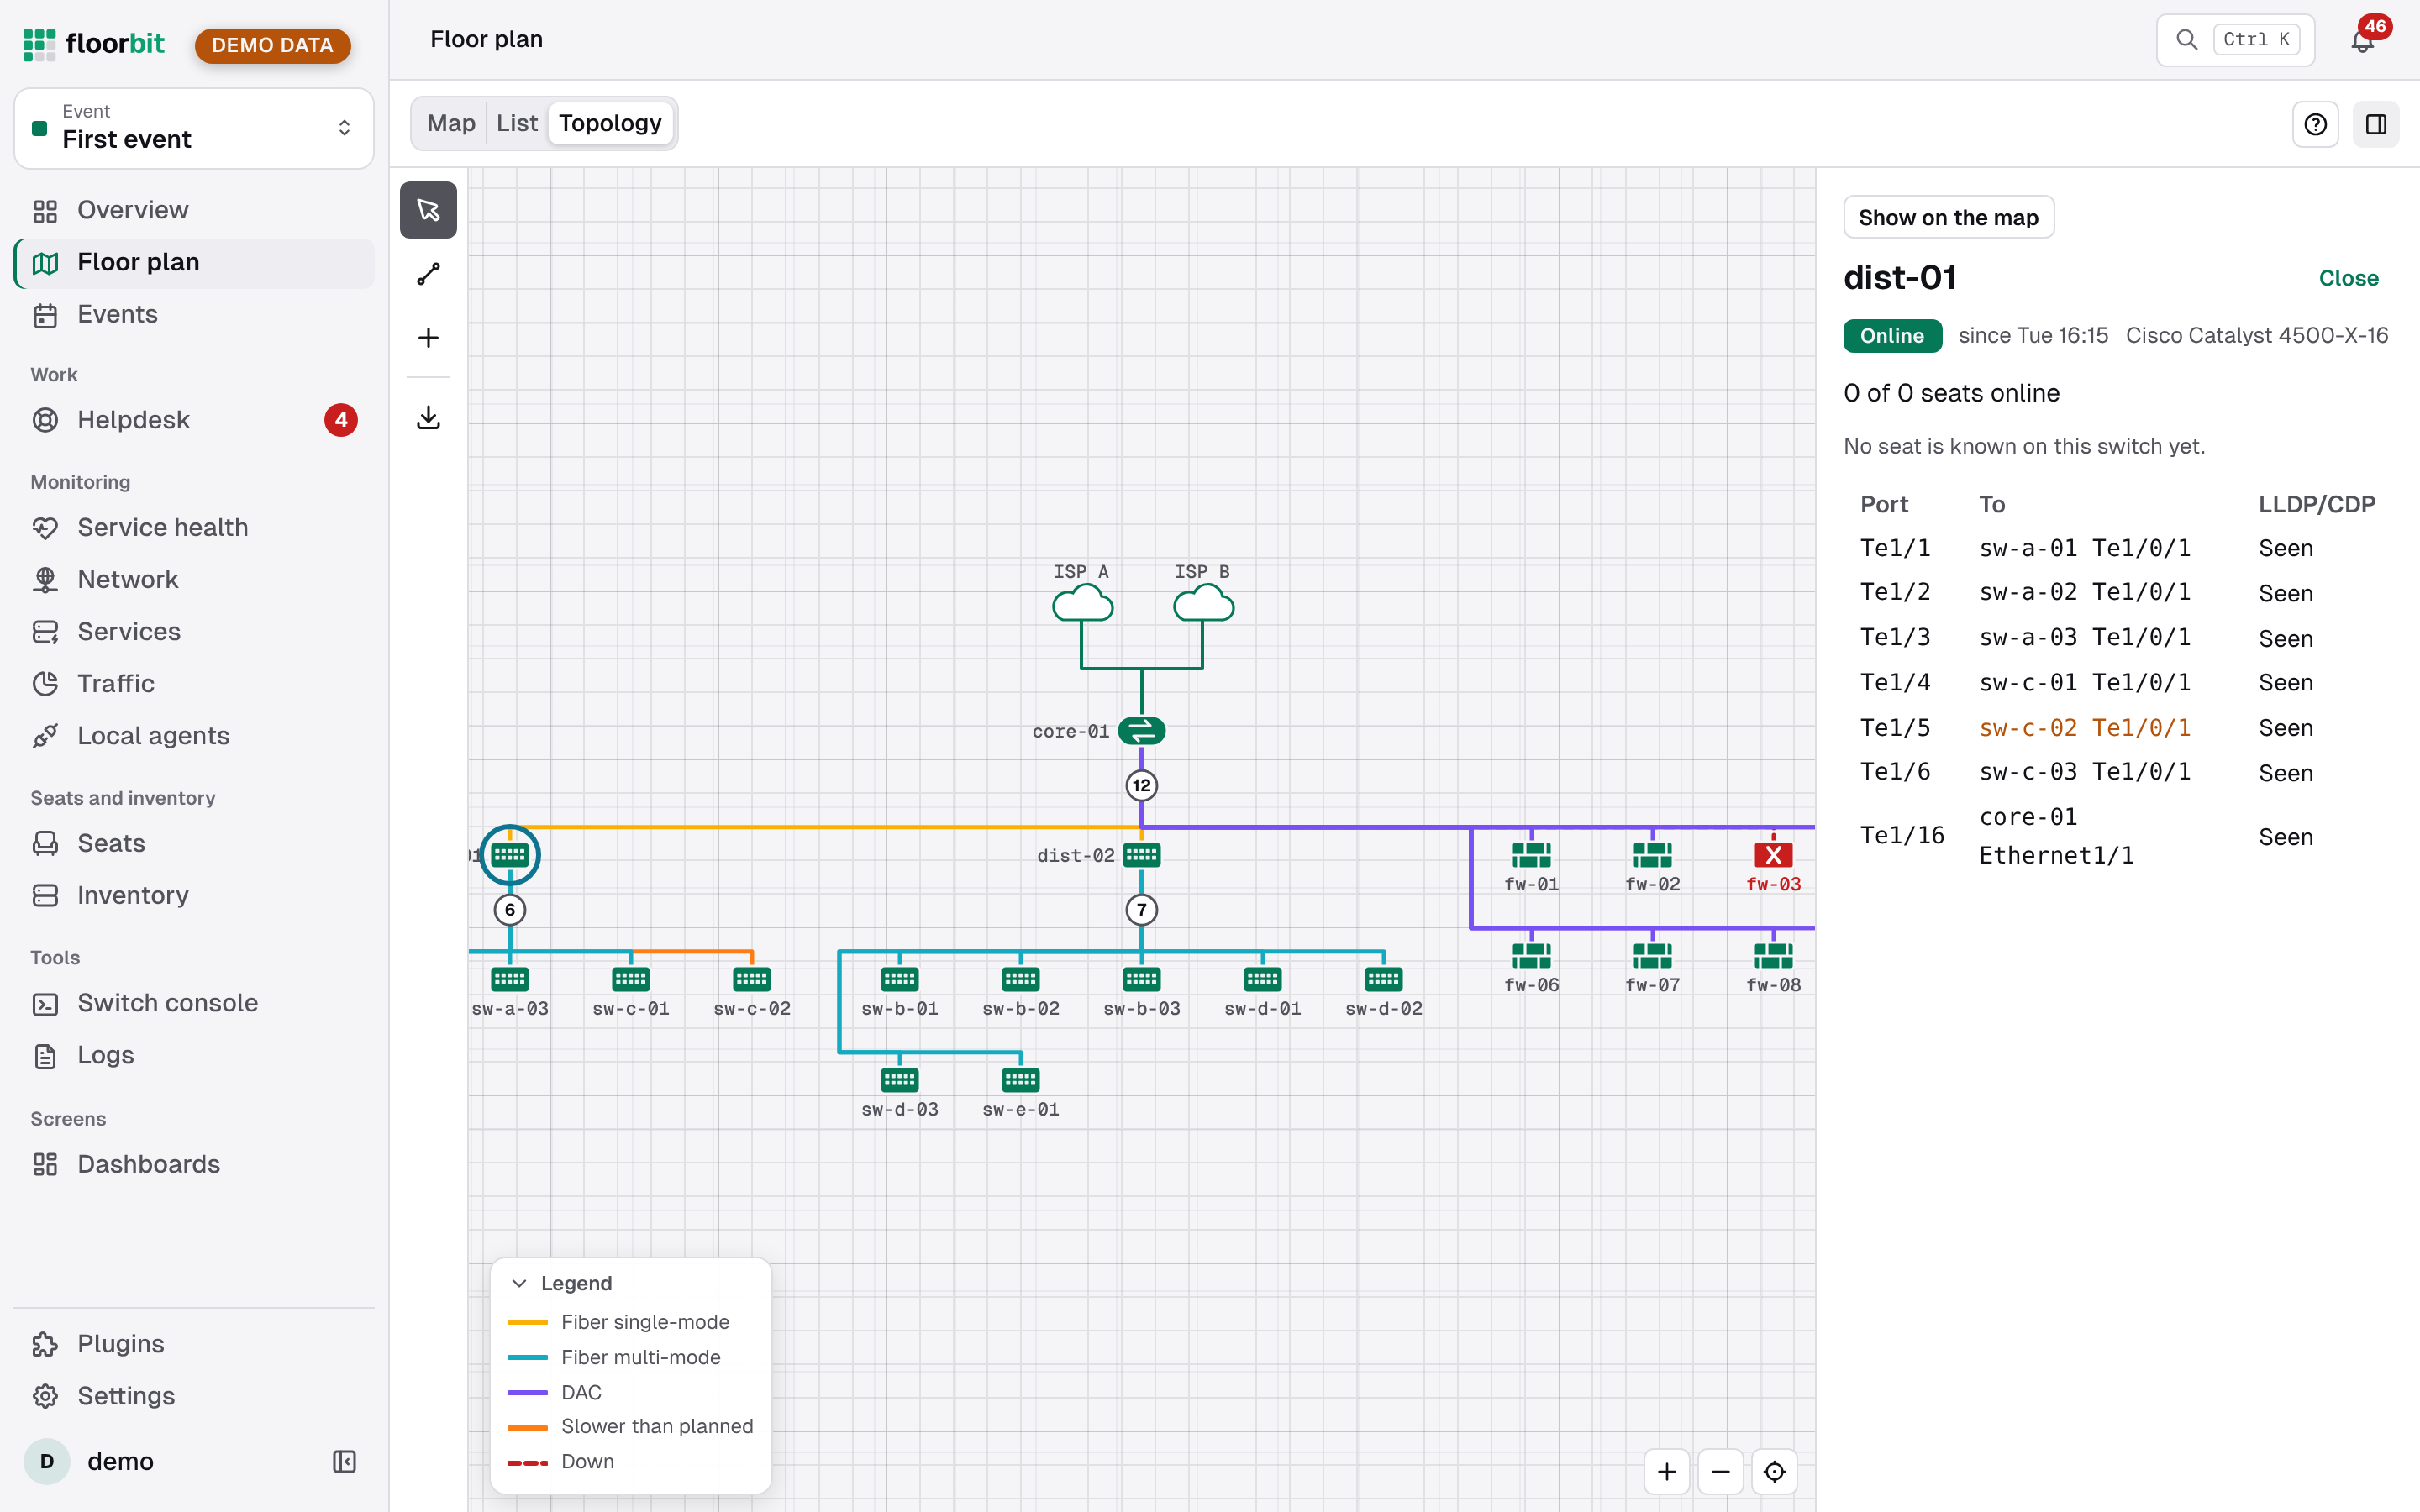 floorbit
DEMO DATA
Event
First event
Overview
Floor plan
Events
Work
Helpdesk
4
Monitoring
Service health
Network
Services
Traffic
Local agents
Seats and inventory
Seats
Inventory
Tools
Switch console
Logs
Screens
Dashboards
Plugins
Settings
D
demo
Floor plan
Ctrl K
46
Map
List
Topology
ISP A
ISP B
core-01
12
dist-02
fw-01
fw-02
fw-03
6
7
fw-06
fw-07
fw-08
sw-a-03
sw-c-01
sw-c-02
sw-b-01
sw-b-02
sw-b-03
sw-d-01
sw-d-02
sw-d-03
sw-e-01
Legend
Fiber single-mode
Fiber multi-mode
DAC
Slower than planned
Down
Show on the map
dist-01
Close
Online since Tue 16:15 Cisco Catalyst 4500-X-16
0 of 0 seats online
No seat is known on this switch yet.
Port To LLDP/CDP
Te1/1 sw-a-01 Te1/0/1 Seen
Te1/2 sw-a-02 Te1/0/1 Seen
Te1/3 sw-a-03 Te1/0/1 Seen
Te1/4 sw-c-01 Te1/0/1 Seen
Te1/5 sw-c-02 Te1/0/1 Seen
Te1/6 sw-c-03 Te1/0/1 Seen
Te1/16 core-01 Ethernet1/1 Seen